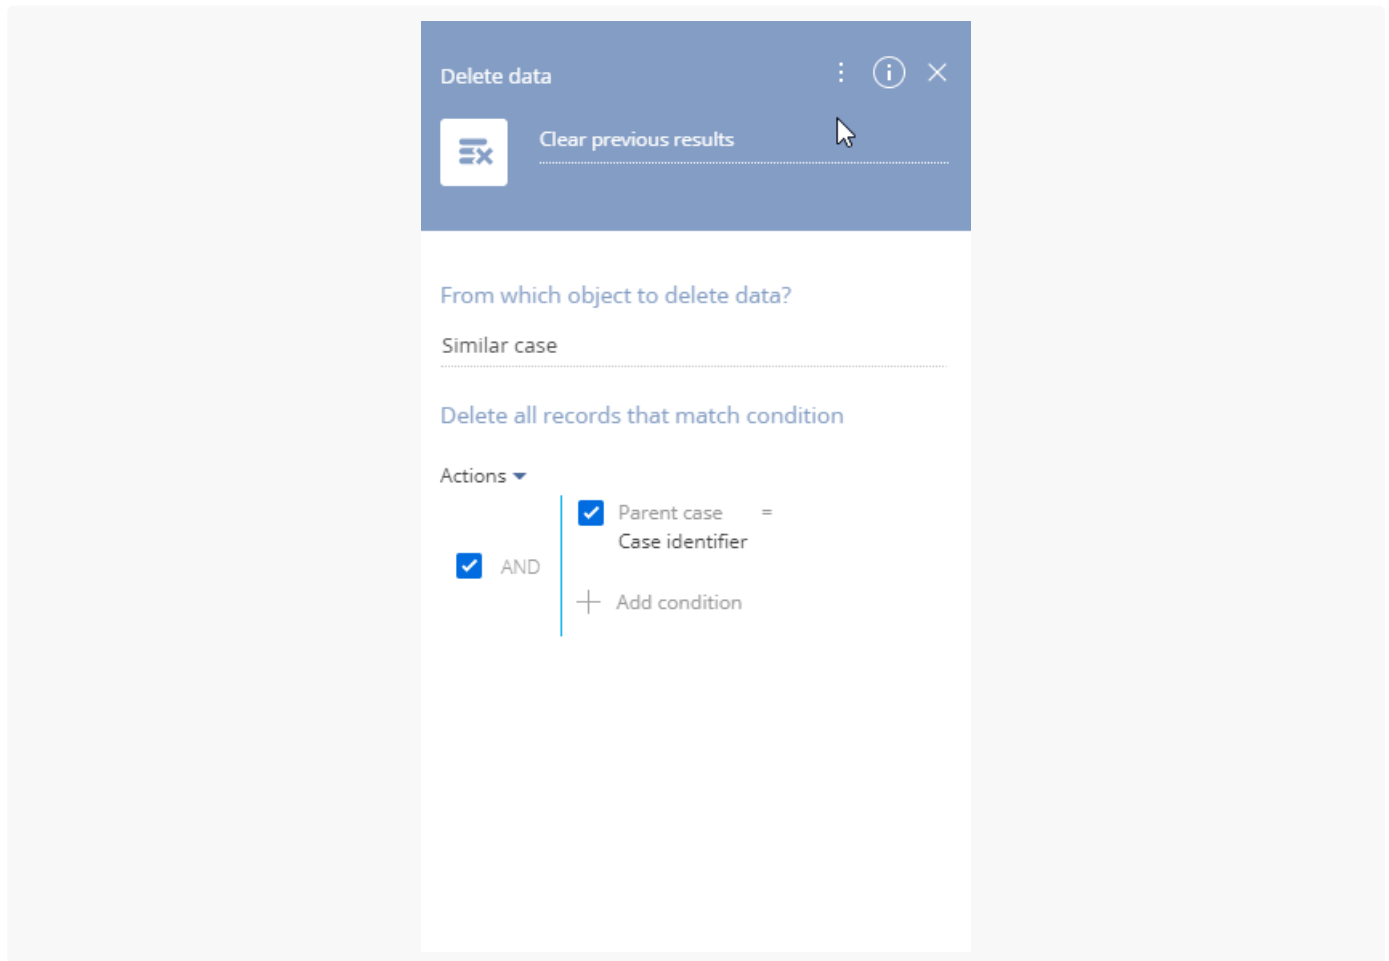 Delete data
Clear previous results
From which object to delete data?
Similar case
Delete all records that match condition
Actions
Parent case =
Case identifier
AND
Add condition